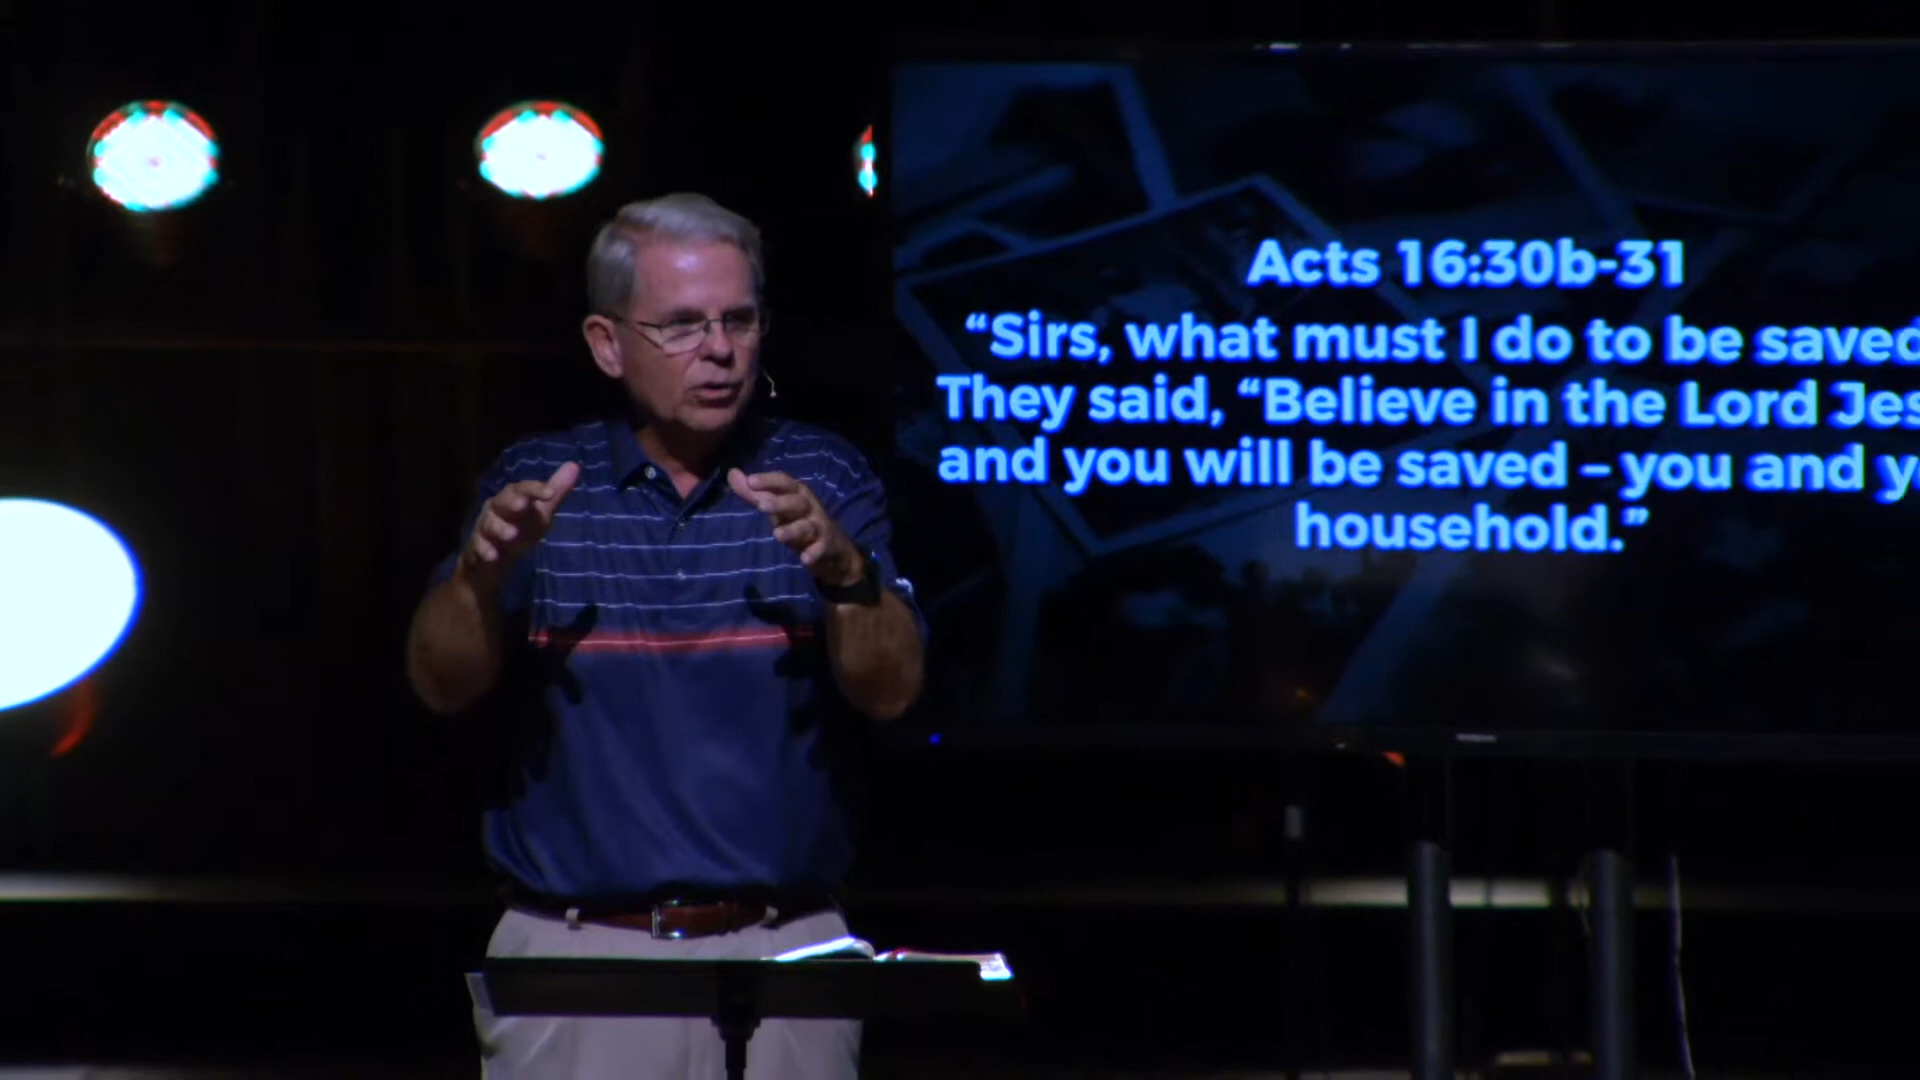 Acts 16:30b-31
“Sirs, what must I do to be saved
They said, “Believe in the Lord Jes
and you will be saved – you and y
household.”